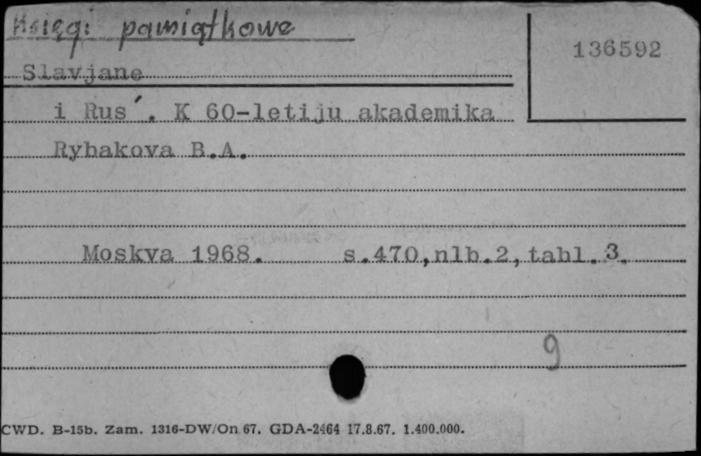 Księgi pamiątkowe
136592
Slavjane
i Rus´. K 60-letiju akademika
Rybakova B.A.
Moskva 1968. s.470,nlb.2,tabl.3.
9
CWD. B-15b. Zam. 1316-DW/On 67. GDA-2464 17.8.67. 1.400.000.